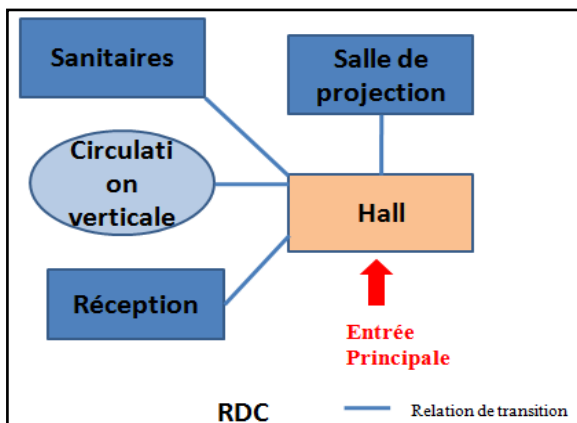 Sanitaires
Salle de
projection
Circulati
on
verticale
Hall
Réception
Entrée
Principale
RDC
Relation de transition